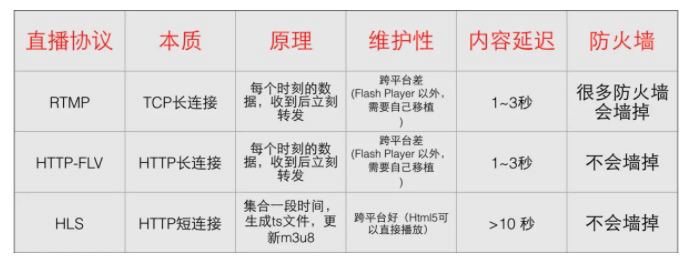 直播协议 本质 原理 维护性 内容延迟 防火墙
RTMP TCP长连接 每个时刻的数
据，收到后立刻
转发 跨平台差
(Flash Player 以外，
需要自己移植
) 1~3秒 很多防火墙
会墙掉
HTTP-FLV HTTP长连接 每个时刻的数
据，收到后立刻
转发 跨平台差
(Flash Player 以外，
需要自己移植
) 1~3秒 不会墙掉
HLS HTTP短连接 集合一段时间，
生成ts文件，更
新m3u8 跨平台好（Html5可
以直接播放） >10 秒 不会墙掉